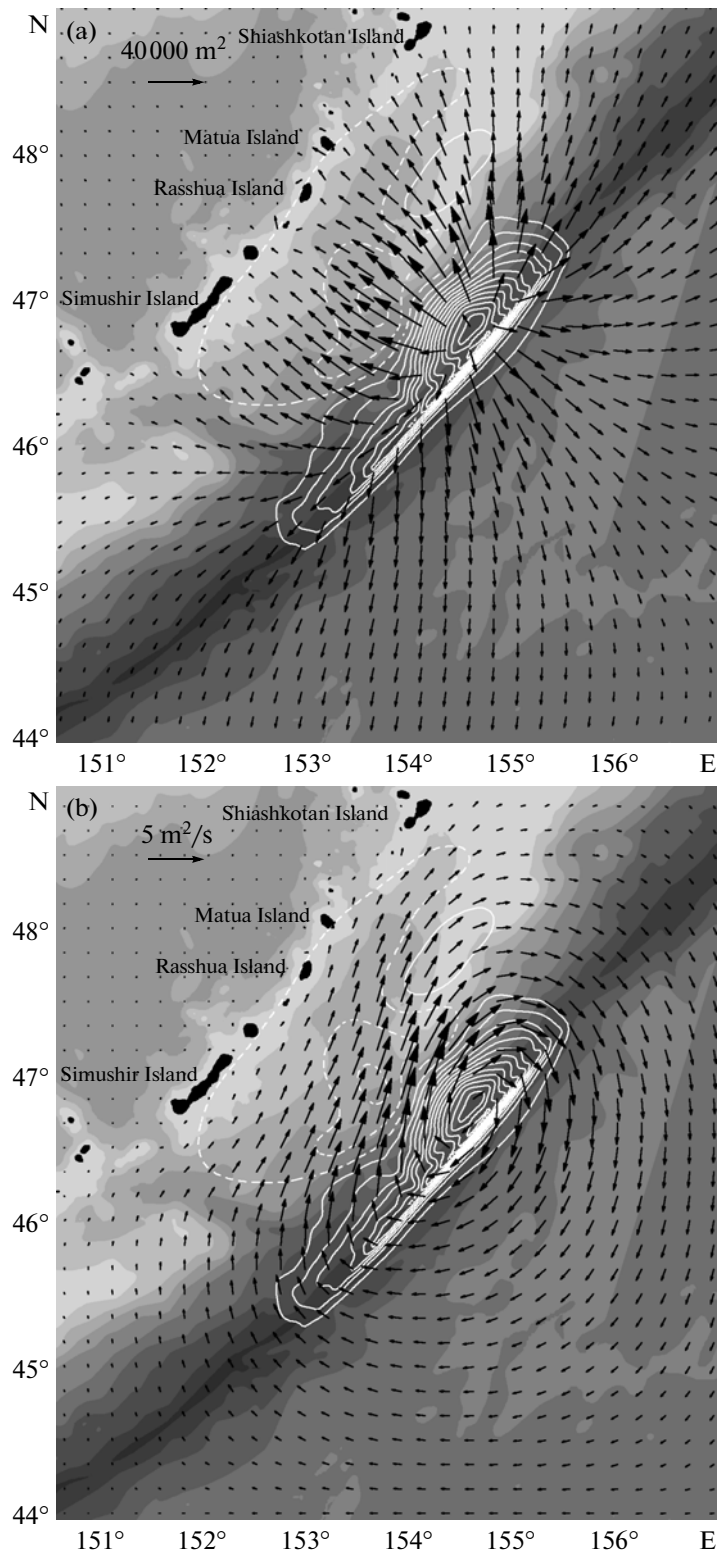 N
(a)
Shiashkotan Island
40 000 m²
48°
Matua Island
Rasshua Island
47°
Simushir Island
46°
45°
44°
151° 152° 153° 154° 155° 156° E
N
(b)
Shiashkotan Island
5 m²/s
48°
Matua Island
Rasshua Island
47°
Simushir Island
46°
45°
44°
151° 152° 153° 154° 155° 156° E